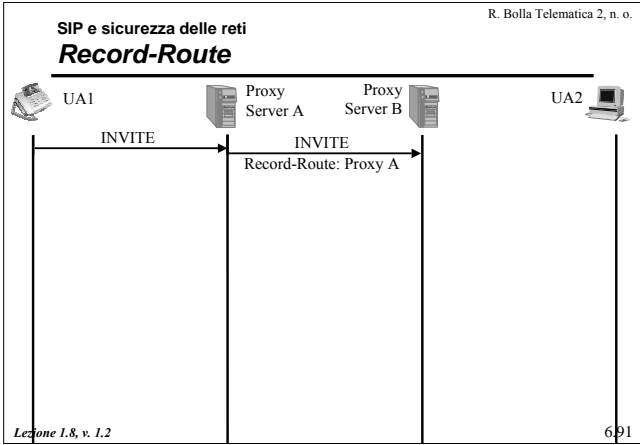 R. Bolla Telematica 2, n. o.
SIP e sicurezza delle reti
Record-Route
UA1
Proxy
Server A
Proxy
Server B
UA2
INVITE
INVITE
Record-Route: Proxy A
Lezione 1.8, v. 1.2
6.91